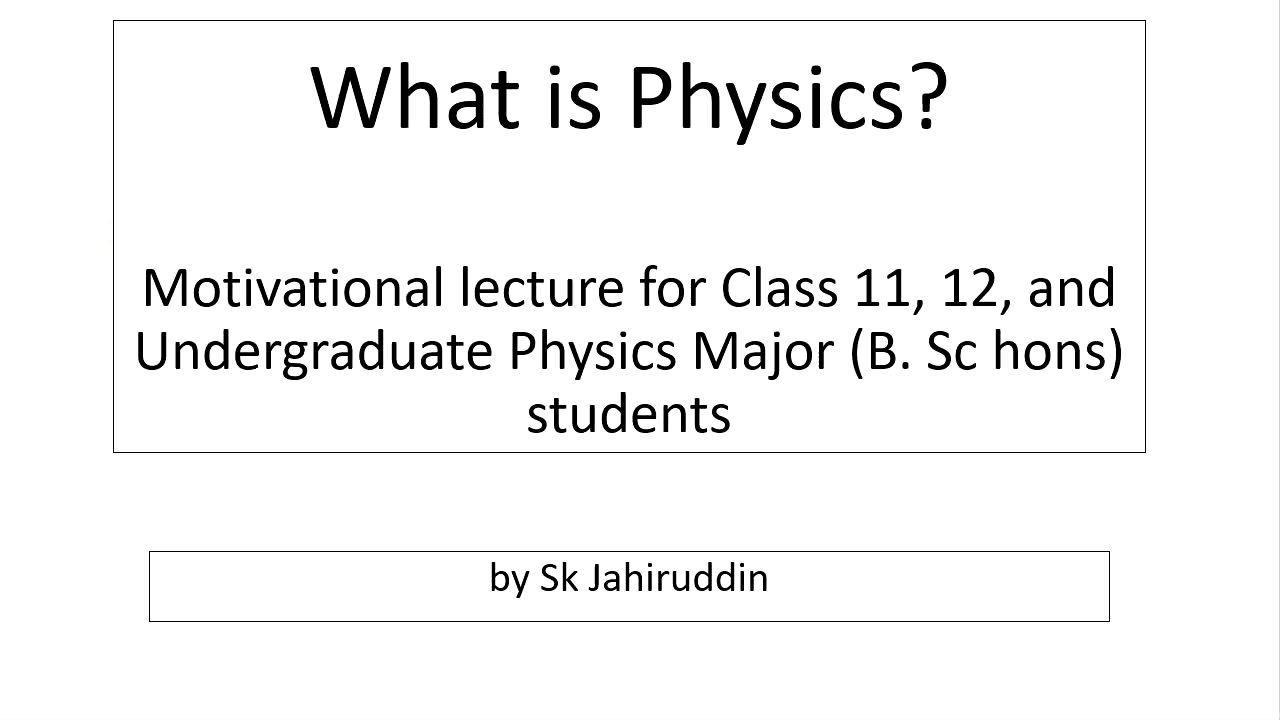 What is Physics?
Motivational lecture for Class 11, 12, and
Undergraduate Physics Major (B. Sc hons)
students
by Sk Jahiruddin